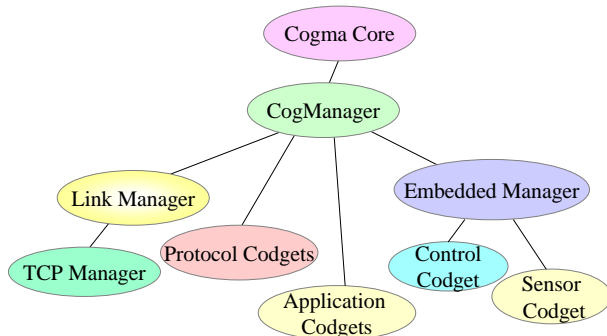 Cogma Core
CogManager
Link Manager
Embedded Manager
Protocol Codgets
TCP Manager
Control
Codget
Application
Codgets
Sensor
Codget